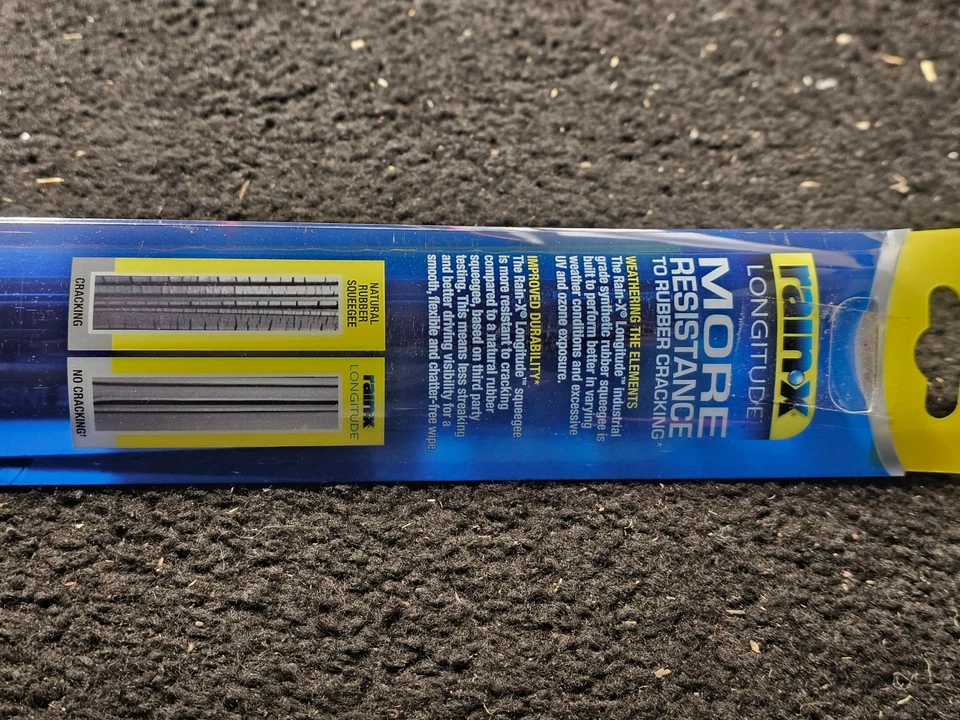 rain-x
LONGITUDE™
MORE
RESISTANCE
TO RUBBER CRACKING*
WEATHERING THE ELEMENTS
The Rain-X® Longitude™ industrial
grade synthetic rubber squeegee is
built to perform better in varying
weather conditions and excessive
UV and ozone exposure.
IMPROVED DURABILITY*
The Rain-X® Longitude™ squeegee
is more resistant to cracking
compared to a natural rubber
squeegee, based on third party
testing. This means less streaking
and better driving visibility for a
smooth, flexible and chatter-free wipe.
NATURAL
RUBBER
SQUEEGEE
CRACKING
rain-x
LONGITUDE
NO CRACKING†